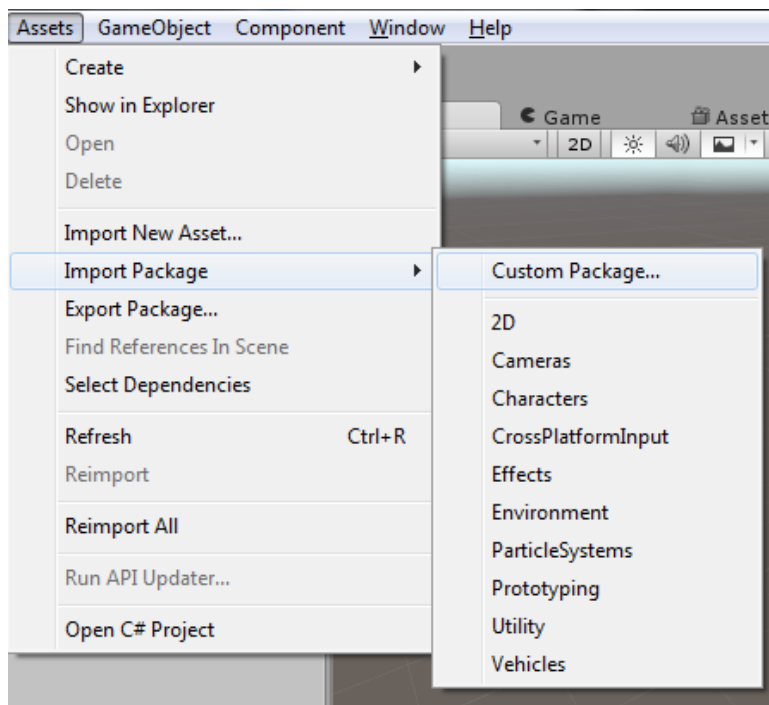 Assets GameObject Component Window Help
Create
Show in Explorer
Open
Delete
Import New Asset...
Import Package
Export Package...
Find References In Scene
Select Dependencies
Refresh Ctrl+R
Reimport
Reimport All
Run API Updater...
Open C# Project
Game Asset
2D
Custom Package...
2D
Cameras
Characters
CrossPlatformInput
Effects
Environment
ParticleSystems
Prototyping
Utility
Vehicles